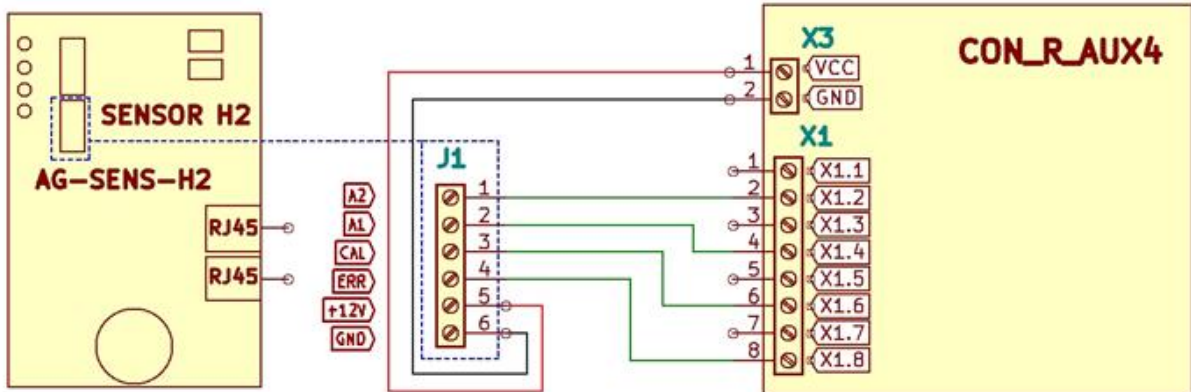 SENSOR H2
AG-SENS-H2
RJ45
RJ45
A2
A1
CAL
ERR
+12V
GND
J1
1
2
3
4
5
6
X3
1
VCC
2
GND
CON_R_AUX4
X1
1
X1.1
2
X1.2
3
X1.3
4
X1.4
5
X1.5
6
X1.6
7
X1.7
8
X1.8